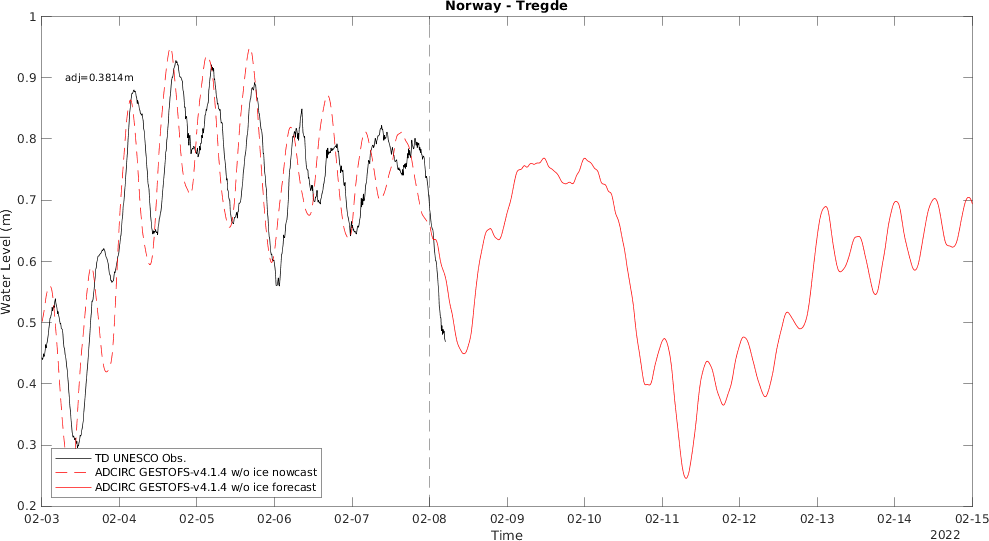 Norway - Tregde
1
0.9
0.8
0.7
0.6
0.5
0.4
0.3
0.2
Water Level (m)
adj=0.3814m
TD UNESCO Obs.
ADCIRC GESTOFS-v4.1.4 w/o ice nowcast
ADCIRC GESTOFS-v4.1.4 w/o ice forecast
02-03 02-04 02-05 02-06 02-07 02-08 02-09 02-10 02-11 02-12 02-13 02-14 02-15
Time
2022